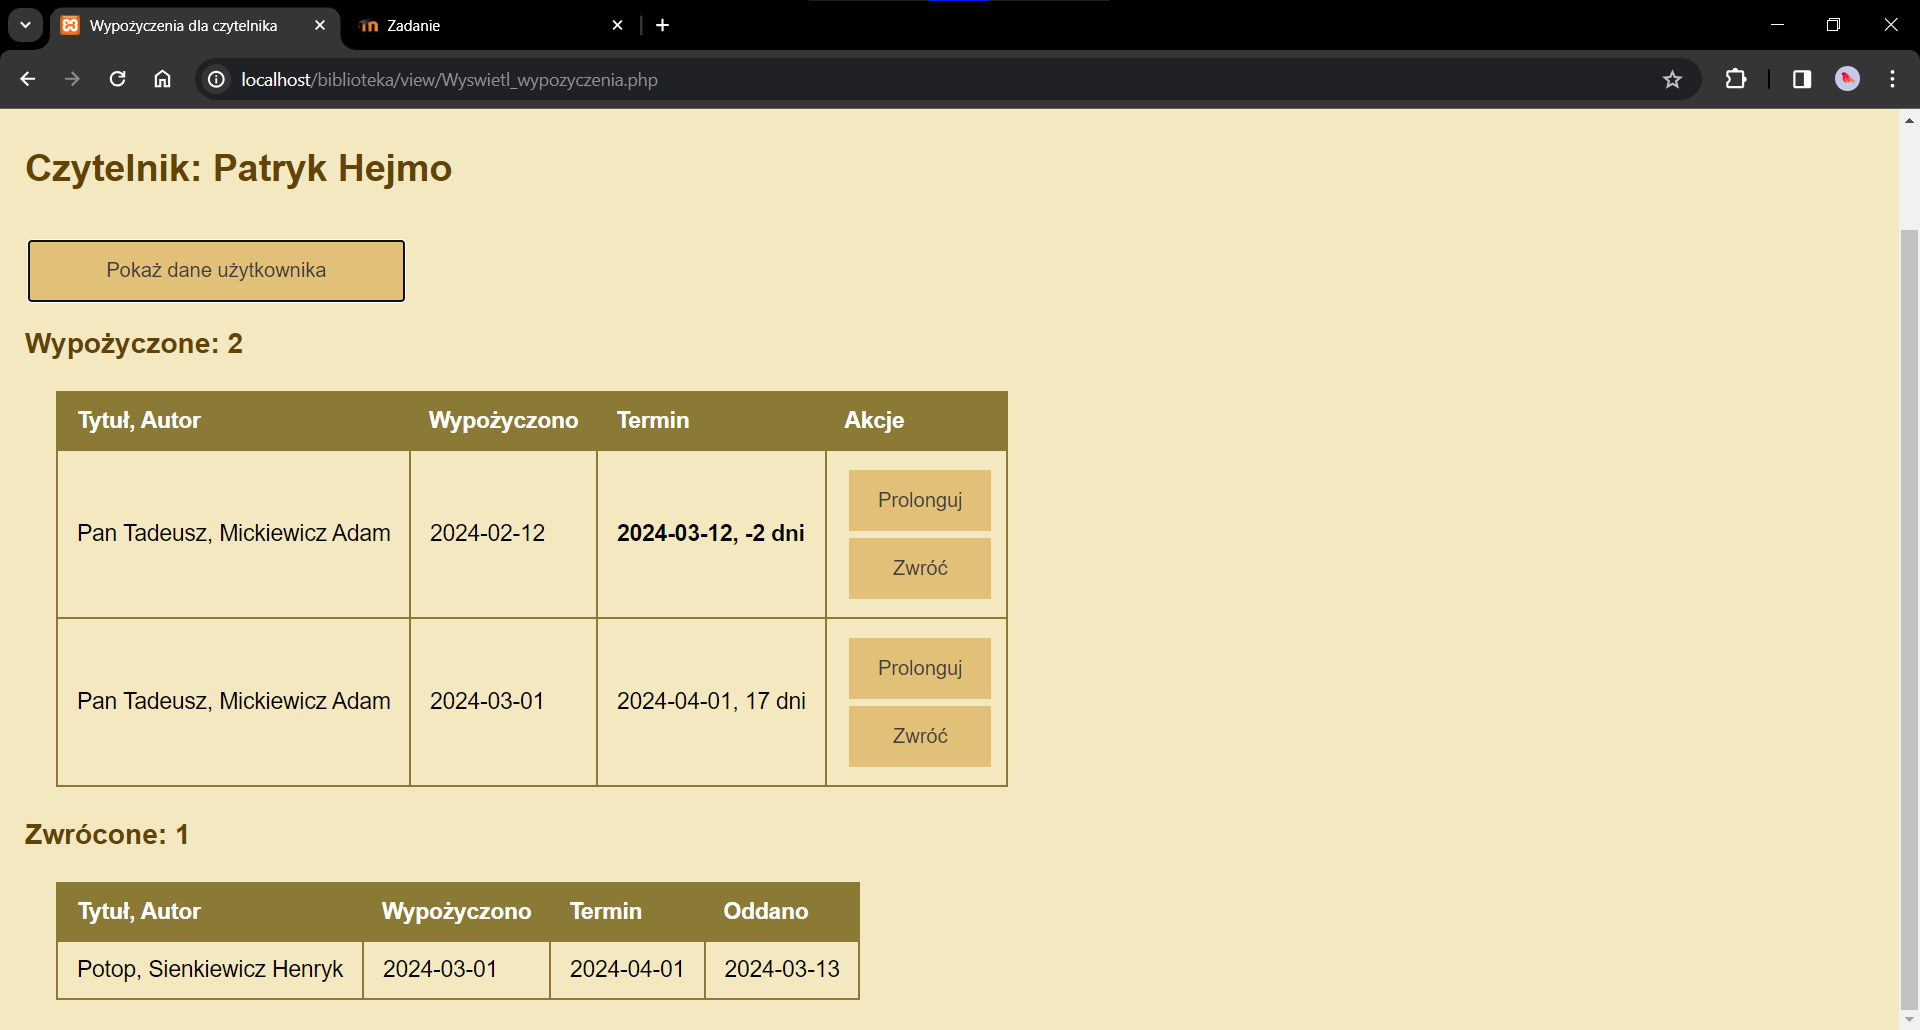 Wypożyczenia dla czytelnika
Zadanie
localhost/biblioteka/view/Wyswietl_wypozyczenia.php
Czytelnik: Patryk Hejmo
Pokaż dane użytkownika
Wypożyczone: 2
Tytuł, Autor Wypożyczono Termin Akcje
Pan Tadeusz, Mickiewicz Adam 2024-02-12 2024-03-12, -2 dni Prolonguj
Zwróć
Pan Tadeusz, Mickiewicz Adam 2024-03-01 2024-04-01, 17 dni Prolonguj
Zwróć
Zwrócone: 1
Tytuł, Autor Wypożyczono Termin Oddano
Potop, Sienkiewicz Henryk 2024-03-01 2024-04-01 2024-03-13